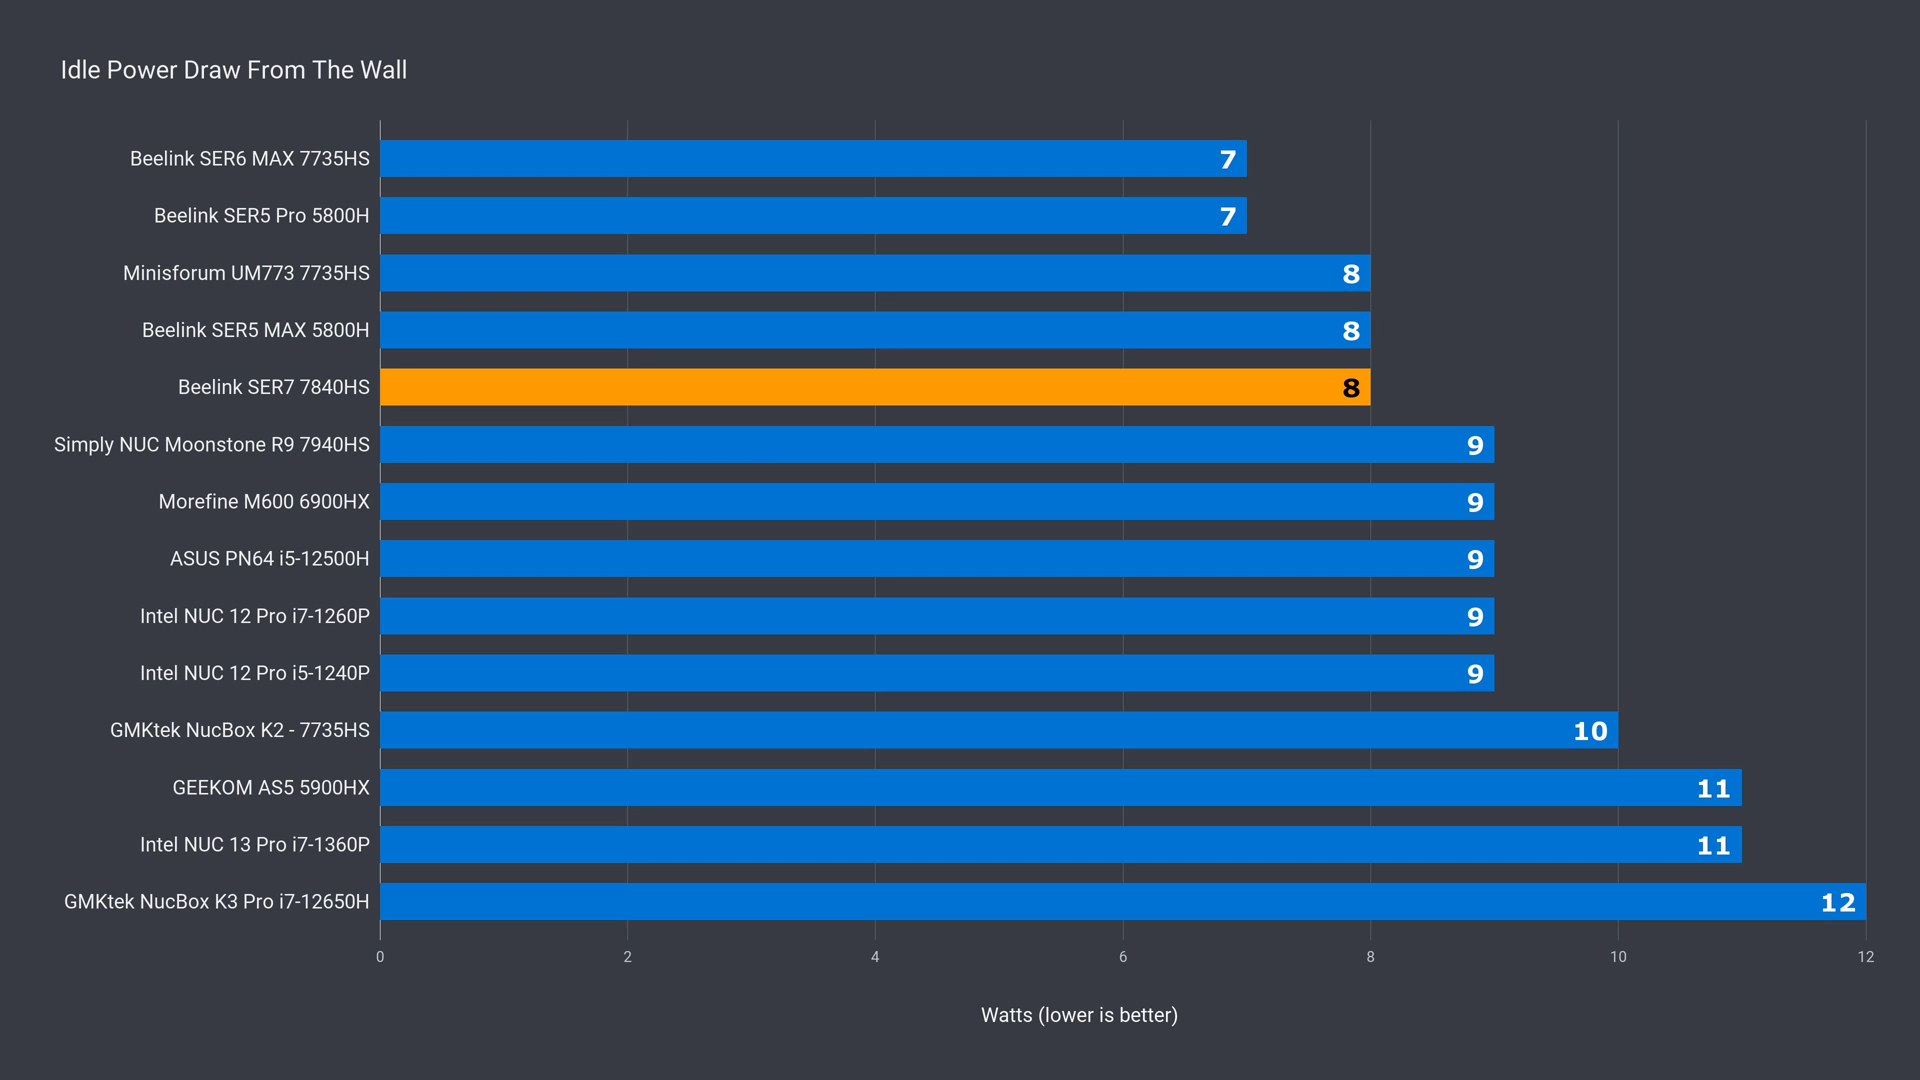 Idle Power Draw From The Wall
Beelink SER6 MAX 7735HS 7
Beelink SER5 Pro 5800H 7
Minisforum UM773 7735HS 8
Beelink SER5 MAX 5800H 8
Beelink SER7 7840HS 8
Simply NUC Moonstone R9 7940HS 9
Morefine M600 6900HX 9
ASUS PN64 i5-12500H 9
Intel NUC 12 Pro i7-1260P 9
Intel NUC 12 Pro i5-1240P 9
GMKtek NucBox K2 - 7735HS 10
GEEKOM AS5 5900HX 11
Intel NUC 13 Pro i7-1360P 11
GMKtek NucBox K3 Pro i7-12650H 12
0 2 4 6 8 10 12
Watts (lower is better)